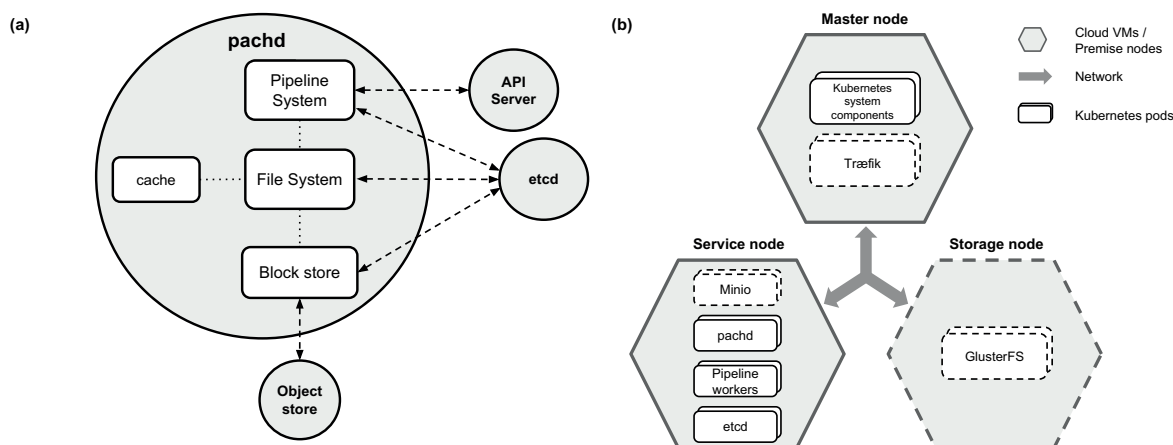 (a)
pachd
Pipeline
System
API
Server
cache
File System
etcd
Block store
Object
store
(b)
Master node
Kubernetes
system
components
Træfik
Cloud VMs /
Premise nodes
Network
Kubernetes pods
Service node
Minio
pachd
Pipeline
workers
etcd
Storage node
GlusterFS